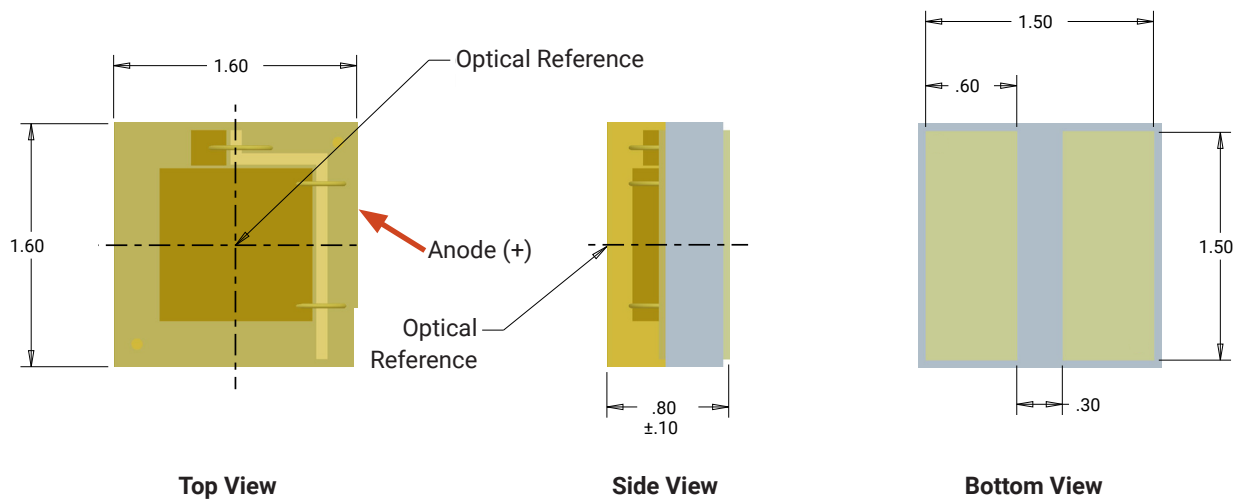 1.60
Optical Reference
1.60
Anode (+)
Top View
Optical
Reference
.80
±.10
Side View
1.50
.60
1.50
.30
Bottom View